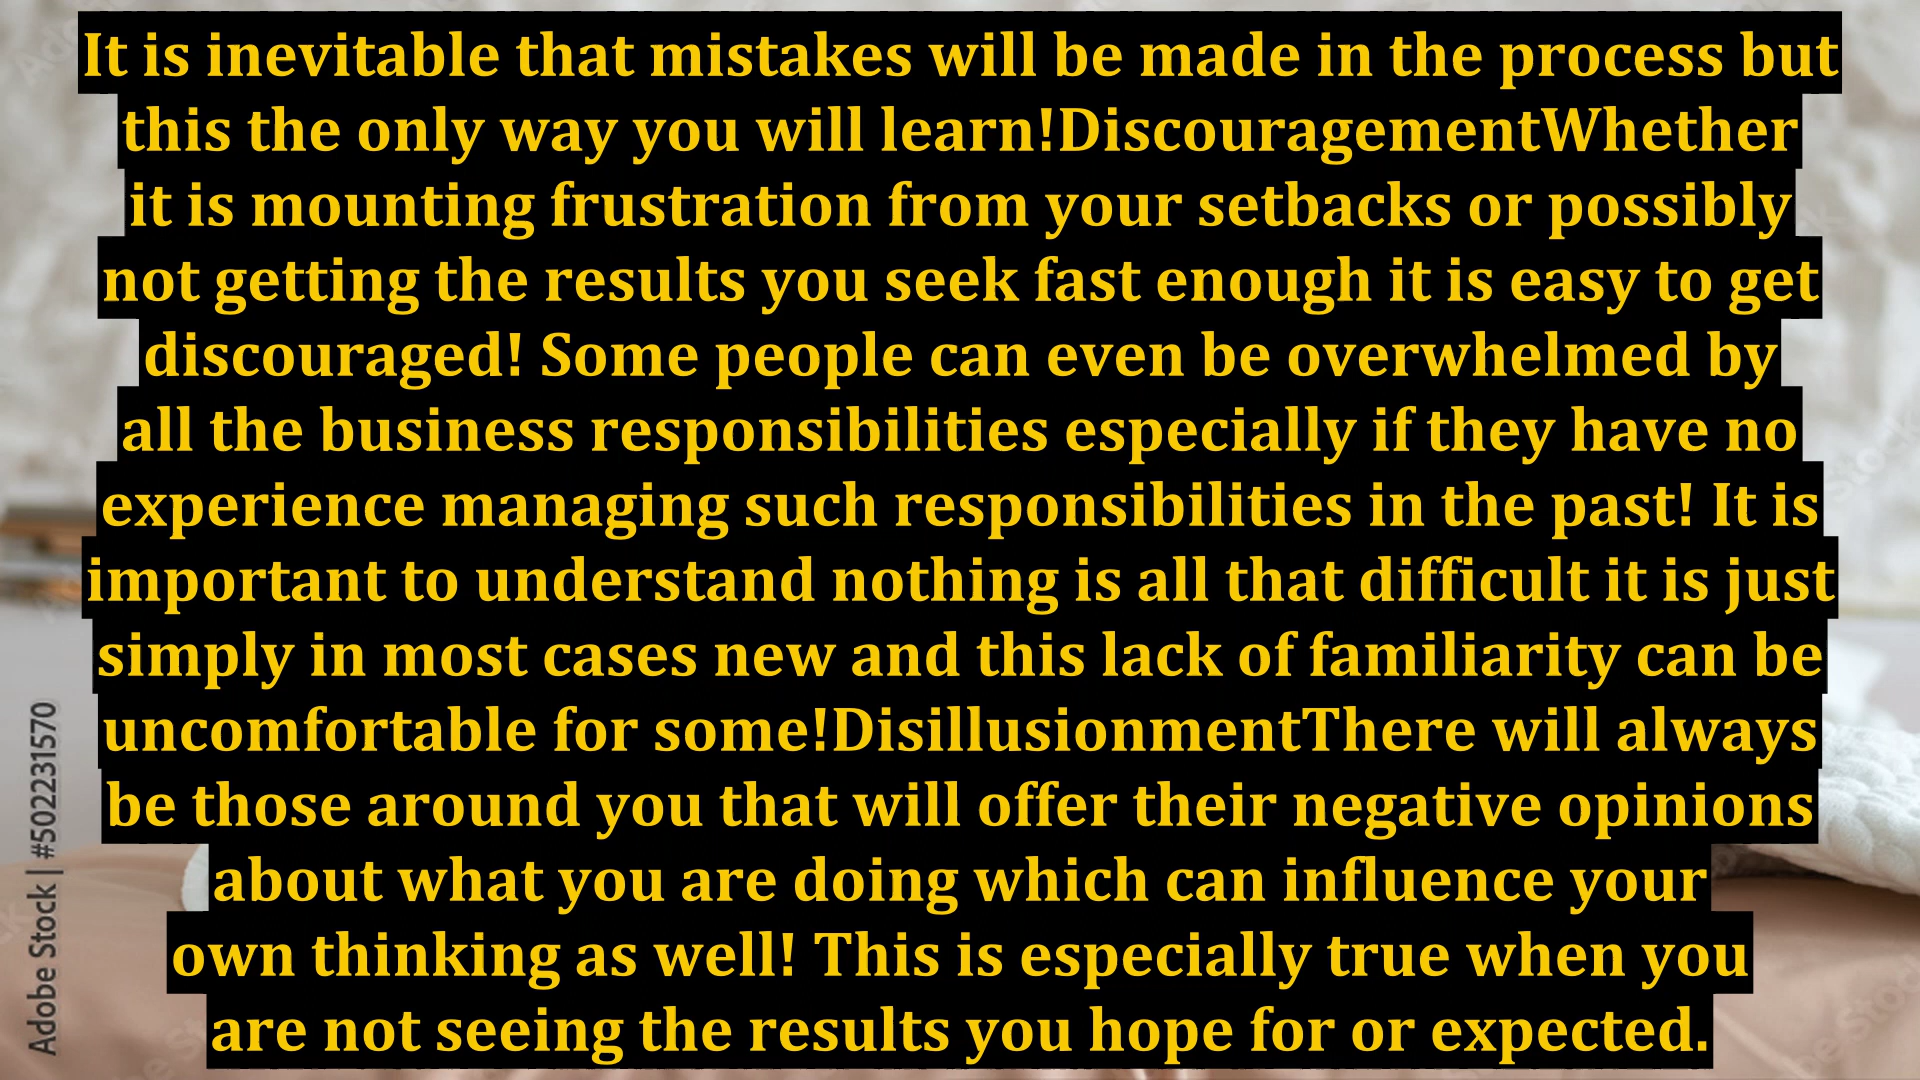 It is inevitable that mistakes will be made in the process but
this the only way you will learn!DiscouragementWhether
it is mounting frustration from your setbacks or possibly
not getting the results you seek fast enough it is easy to get
discouraged! Some people can even be overwhelmed by
all the business responsibilities especially if they have no
experience managing such responsibilities in the past! It is
important to understand nothing is all that difficult it is just
simply in most cases new and this lack of familiarity can be
uncomfortable for some!DisillusionmentThere will always
be those around you that will offer their negative opinions
about what you are doing which can influence your
own thinking as well! This is especially true when you
are not seeing the results you hope for or expected.
Adobe Stock | #502231570